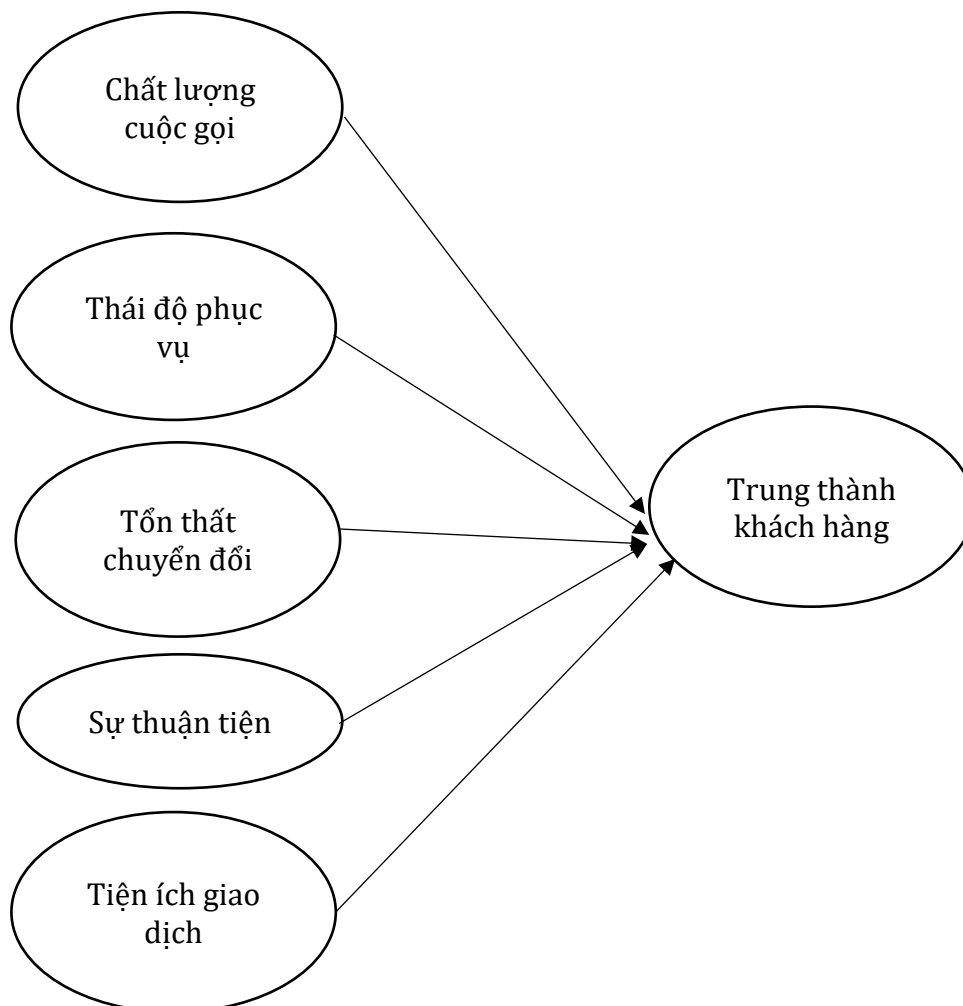 Chất lượng
cuộc gọi
Thái độ phục
vụ
Tổn thất
chuyển đổi
Sự thuận tiện
Tiện ích giao
dịch
Trung thành
khách hàng